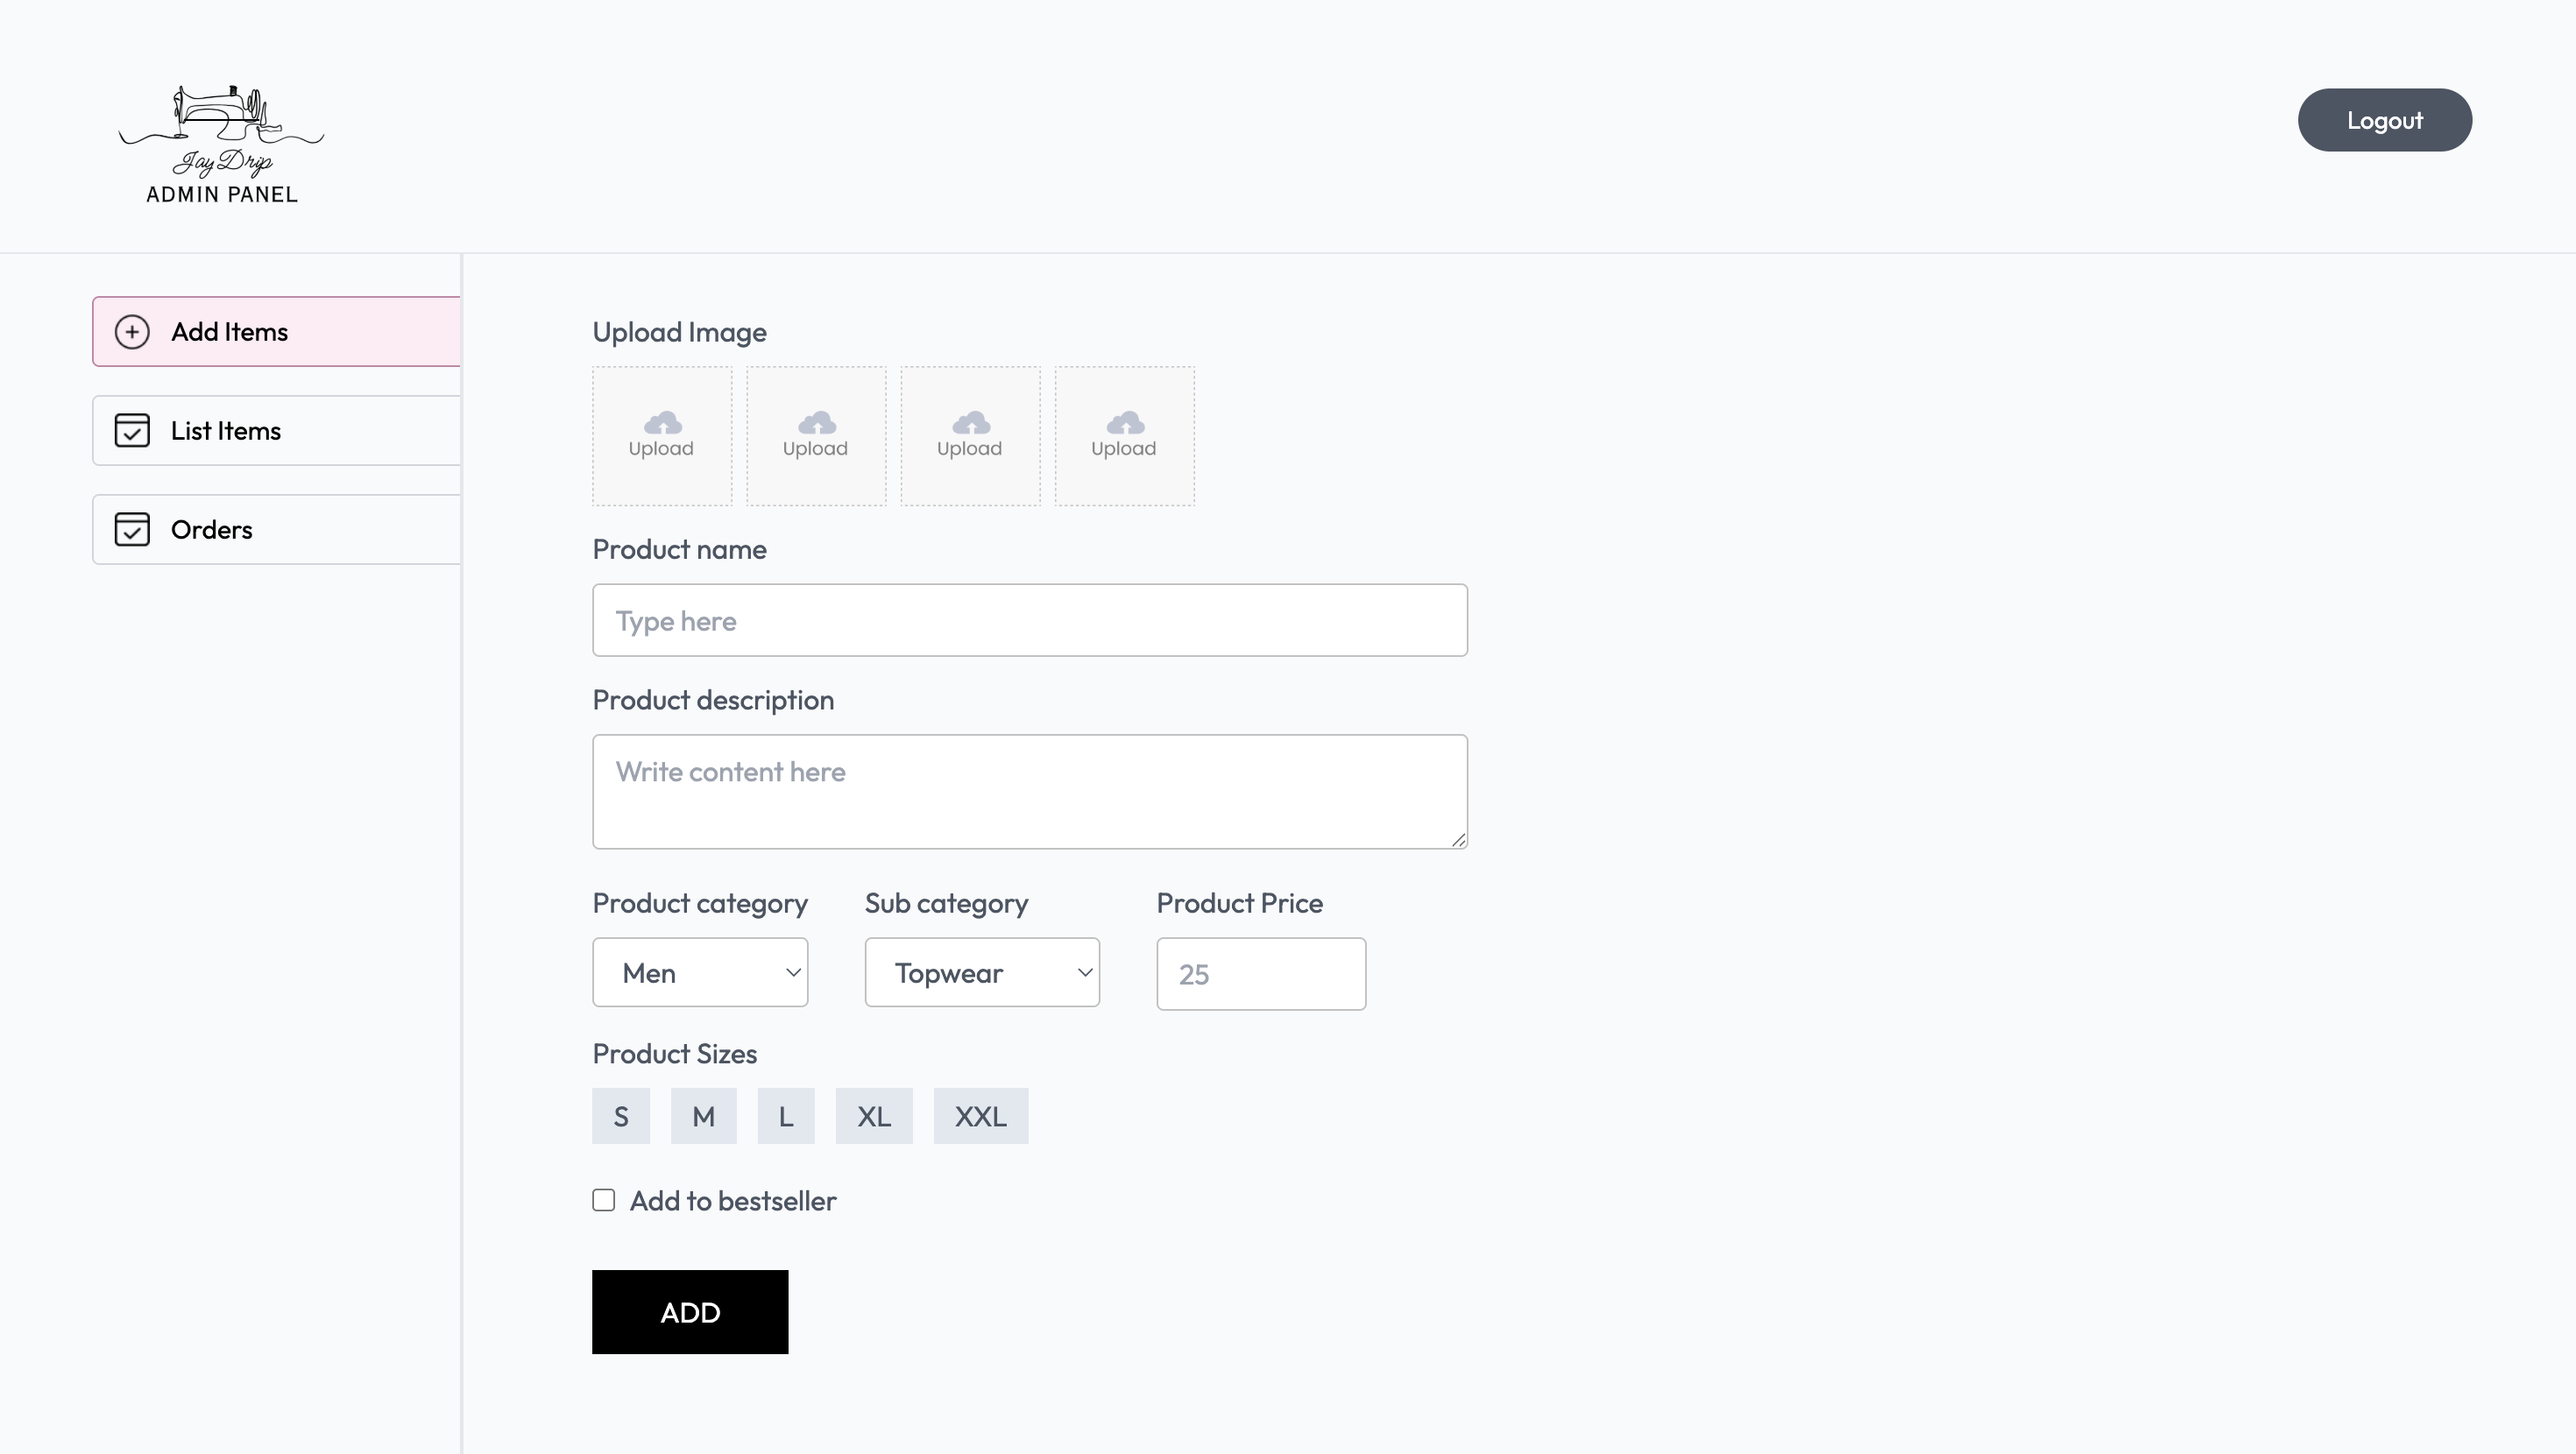 Jay Drip
ADMIN PANEL
Logout
Add Items
List Items
Orders
Upload Image
Upload Upload Upload Upload
Product name
Type here
Product description
Write content here
Product category Sub category Product Price
Men Topwear 25
Product Sizes
S M L XL XXL
Add to bestseller
ADD